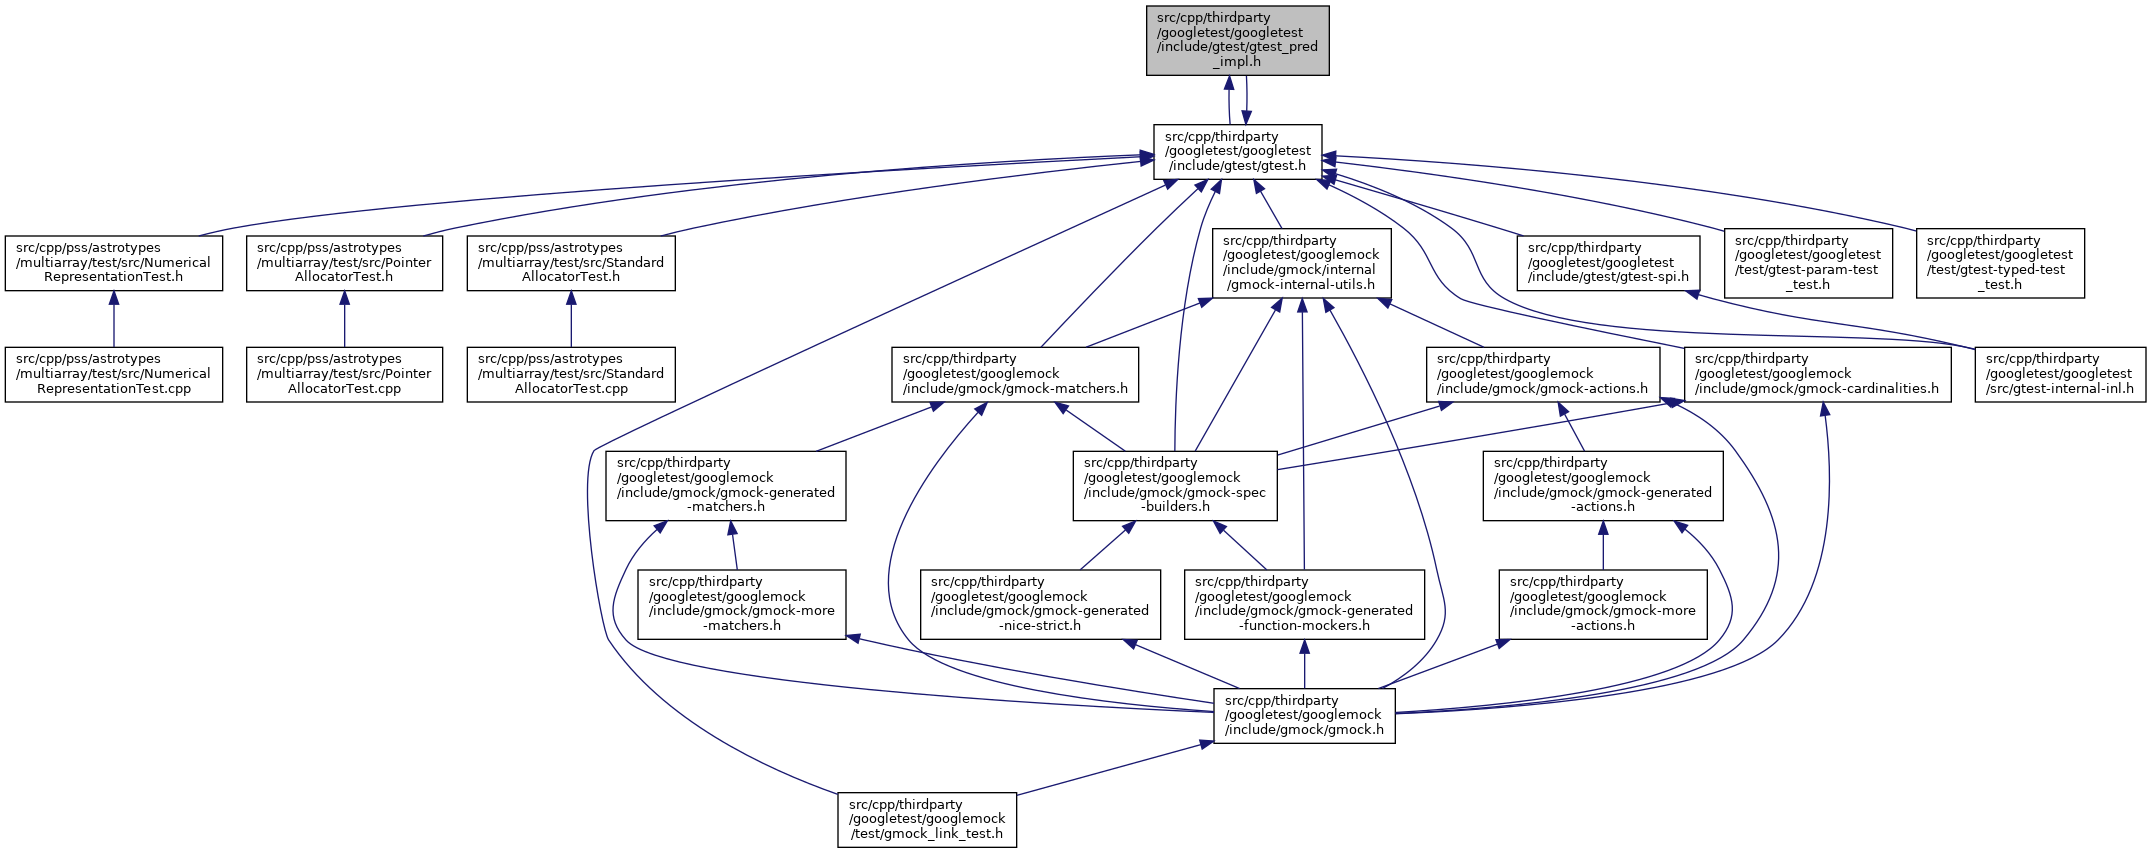 src/cpp/thirdparty
/googletest/googletest
/include/gtest/gtest_pred
_impl.h
src/cpp/thirdparty
/googletest/googletest
/include/gtest/gtest.h
src/cpp/pss/astrotypes
/multiarray/test/src/Numerical
RepresentationTest.h
src/cpp/pss/astrotypes
/multiarray/test/src/Pointer
AllocatorTest.h
src/cpp/pss/astrotypes
/multiarray/test/src/Standard
AllocatorTest.h
src/cpp/thirdparty
/googletest/googlemock
/include/gmock/internal
/gmock-internal-utils.h
src/cpp/thirdparty
/googletest/googletest
/include/gtest/gtest-spi.h
src/cpp/thirdparty
/googletest/googletest
/test/gtest-param-test
_test.h
src/cpp/thirdparty
/googletest/googletest
/test/gtest-typed-test
_test.h
src/cpp/pss/astrotypes
/multiarray/test/src/Numerical
RepresentationTest.cpp
src/cpp/pss/astrotypes
/multiarray/test/src/Pointer
AllocatorTest.cpp
src/cpp/pss/astrotypes
/multiarray/test/src/Standard
AllocatorTest.cpp
src/cpp/thirdparty
/googletest/googlemock
/include/gmock/gmock-matchers.h
src/cpp/thirdparty
/googletest/googlemock
/include/gmock/gmock-actions.h
src/cpp/thirdparty
/googletest/googlemock
/include/gmock/gmock-cardinalities.h
src/cpp/thirdparty
/googletest/googletest
/src/gtest-internal-inl.h
src/cpp/thirdparty
/googletest/googlemock
/include/gmock/gmock-generated
-matchers.h
src/cpp/thirdparty
/googletest/googlemock
/include/gmock/gmock-spec
-builders.h
src/cpp/thirdparty
/googletest/googlemock
/include/gmock/gmock-generated
-actions.h
src/cpp/thirdparty
/googletest/googlemock
/include/gmock/gmock-more
-matchers.h
src/cpp/thirdparty
/googletest/googlemock
/include/gmock/gmock-generated
-nice-strict.h
src/cpp/thirdparty
/googletest/googlemock
/include/gmock/gmock-generated
-function-mockers.h
src/cpp/thirdparty
/googletest/googlemock
/include/gmock/gmock-more
-actions.h
src/cpp/thirdparty
/googletest/googlemock
/include/gmock/gmock.h
src/cpp/thirdparty
/googletest/googlemock
/test/gmock_link_test.h